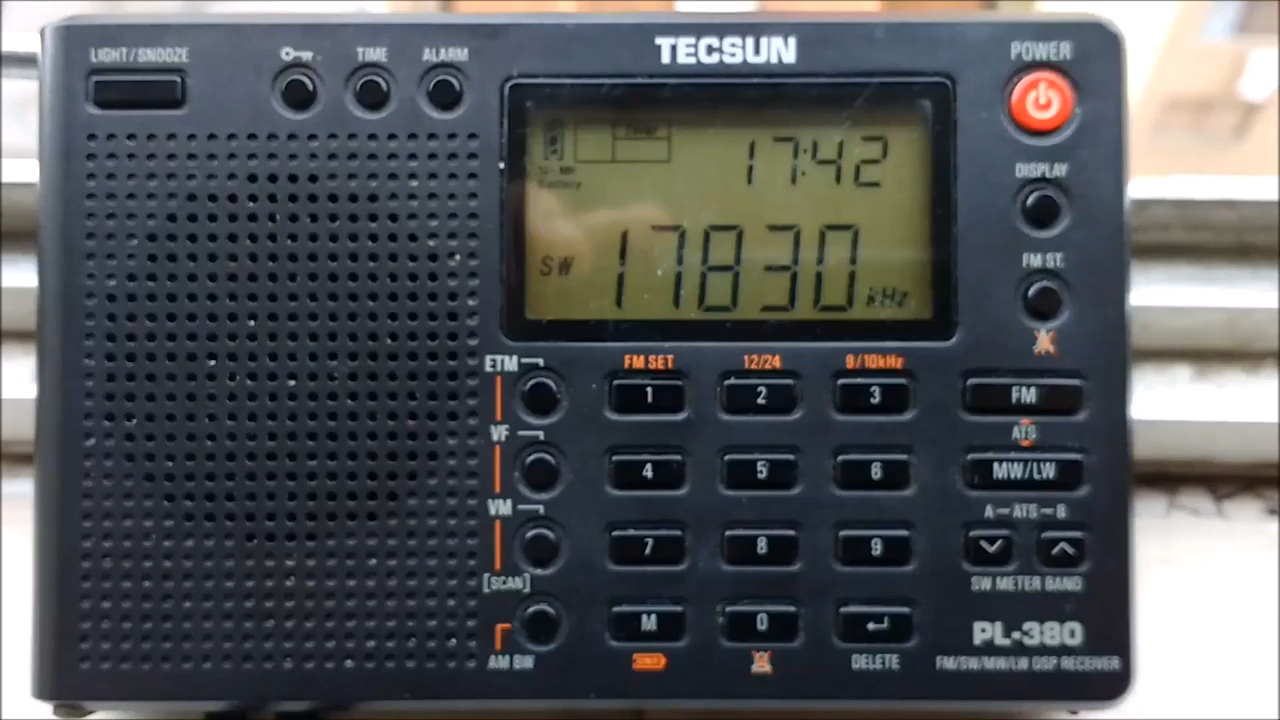 LIGHT/SNOOZE
TIME
ALARM
TECSUN
POWER
DISPLAY
FM ST.
17:42
Battery
SW 17830 kHz
ETM
FM SET
12/24
9/10kHz
1
2
3
FM
VF
ATS
4
5
6
MW/LW
VM
A-ATS-B
7
8
9
[SCAN]
SW METER BAND
M
0
PL-380
AM BW
DELETE
FM/SW/MW/LW DSP RECEIVER